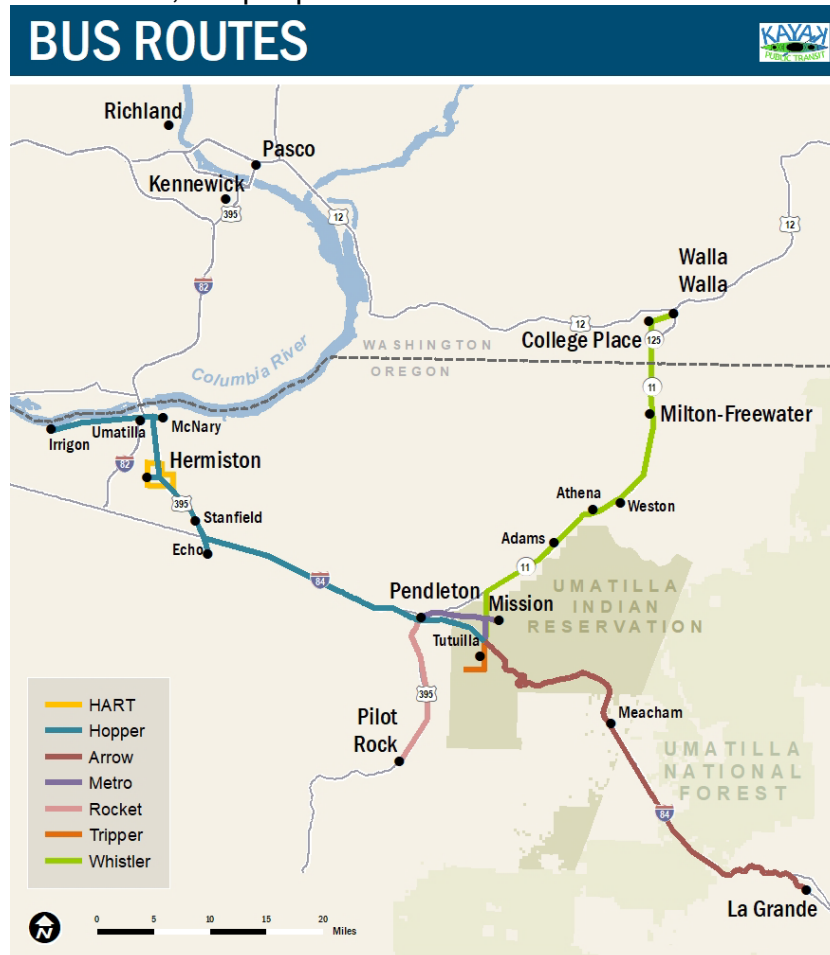 BUS ROUTES
KAYAK
PUBLIC TRANSIT
Richland
Pasco
Kennewick
395
12
12
82
Walla
Walla
12
College Place
125
WASHINGTON
OREGON
Columbia River
11
Milton-Freewater
Irrigon
Umatilla
McNary
82
Hermiston
395
Stanfield
Echo
Athena
Weston
Adams
11
84
Pendleton
Mission
UMATILLA
INDIAN
RESERVATION
Tutuilla
395
Pilot
Rock
Meacham
UMATILLA
NATIONAL
FOREST
84
La Grande
HART
Hopper
Arrow
Metro
Rocket
Tripper
Whistler
N
0 5 10 15 20
Miles